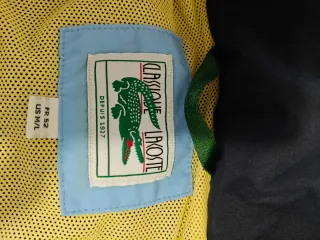 CLASSIQUE
LACOSTE
DEPUIS 1927
FR 52
US M/L